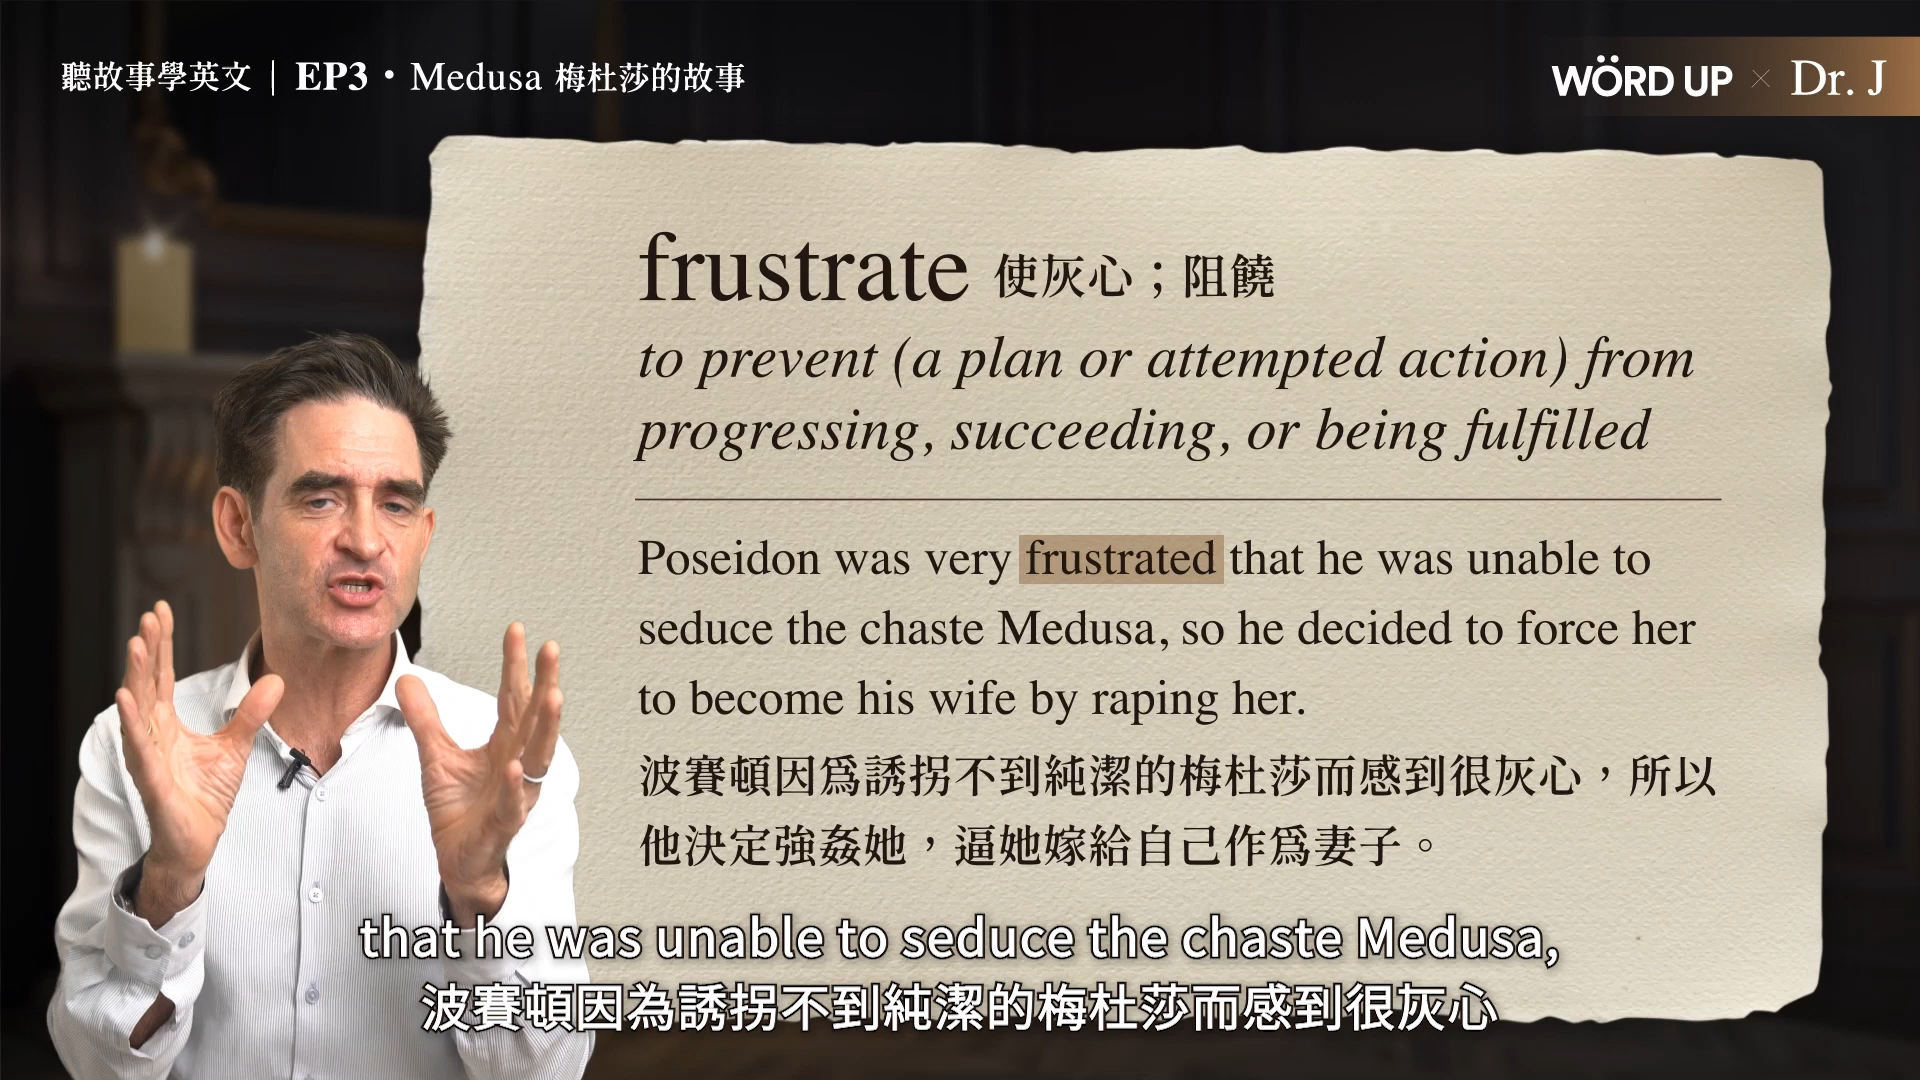 聽故事學英文｜EP3・Medusa 梅杜莎的故事
WÖRD UP × Dr. J
frustrate 使灰心；阻饒
to prevent (a plan or attempted action) from
progressing, succeeding, or being fulfilled
Poseidon was very frustrated that he was unable to
seduce the chaste Medusa, so he decided to force her
to become his wife by raping her.
波賽頓因爲誘拐不到純潔的梅杜莎而感到很灰心，所以
他決定強姦她，逼她嫁給自己作爲妻子。
that he was unable to seduce the chaste Medusa,
波賽頓因為誘拐不到純潔的梅杜莎而感到很灰心